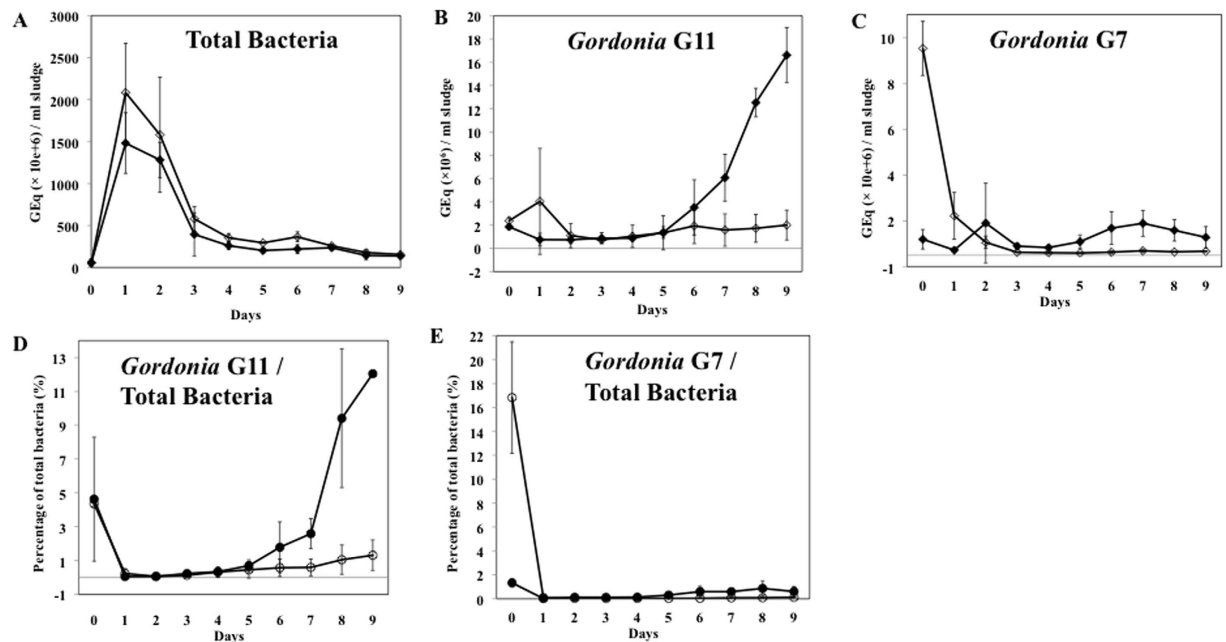 A
Total Bacteria
GEq (× 10e+6) / ml sludge
3000
2500
2000
1500
1000
500
0
0 1 2 3 4 5 6 7 8 9
Days
B
Gordonia G11
GEq (×10⁶) / ml sludge
20
18
16
14
12
10
8
6
4
2
0
-2
0 1 2 3 4 5 6 7 8 9
Days
C
Gordonia G7
GEq (× 10e+6) / ml sludge
10
8
6
4
2
-1
0 1 2 3 4 5 6 7 8 9
Days
D
Gordonia G11 /
Total Bacteria
Percentage of total bacteria (%)
13
11
9
7
5
3
1
-1
0 1 2 3 4 5 6 7 8 9
Days
E
Gordonia G7 /
Total Bacteria
Percentage of total bacteria (%)
22
20
18
16
14
12
10
8
6
4
2
0
0 1 2 3 4 5 6 7 8 9
Days